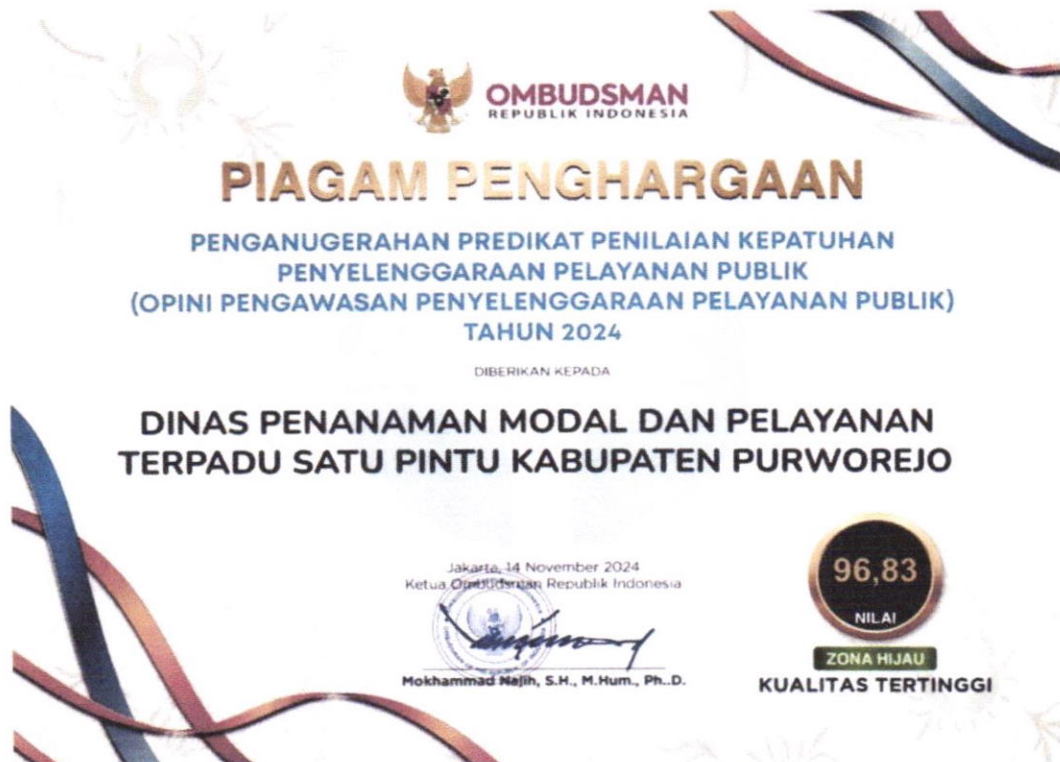 OMBUDSMAN
REPUBLIK INDONESIA
PIAGAM PENGHARGAAN
PENGANUGERAHAN PREDIKAT PENILAIAN KEPATUHAN
PENYELENGGARAAN PELAYANAN PUBLIK
(OPINI PENGAWASAN PENYELENGGARAAN PELAYANAN PUBLIK)
TAHUN 2024
DIBERIKAN KEPADA
DINAS PENANAMAN MODAL DAN PELAYANAN
TERPADU SATU PINTU KABUPATEN PURWOREJO
Jakarta, 14 November 2024
Ketua Ombudsman Republik Indonesia
Mokhammad Najih, S.H., M.Hum., Ph..D.
96,83
NILAI
ZONA HIJAU
KUALITAS TERTINGGI